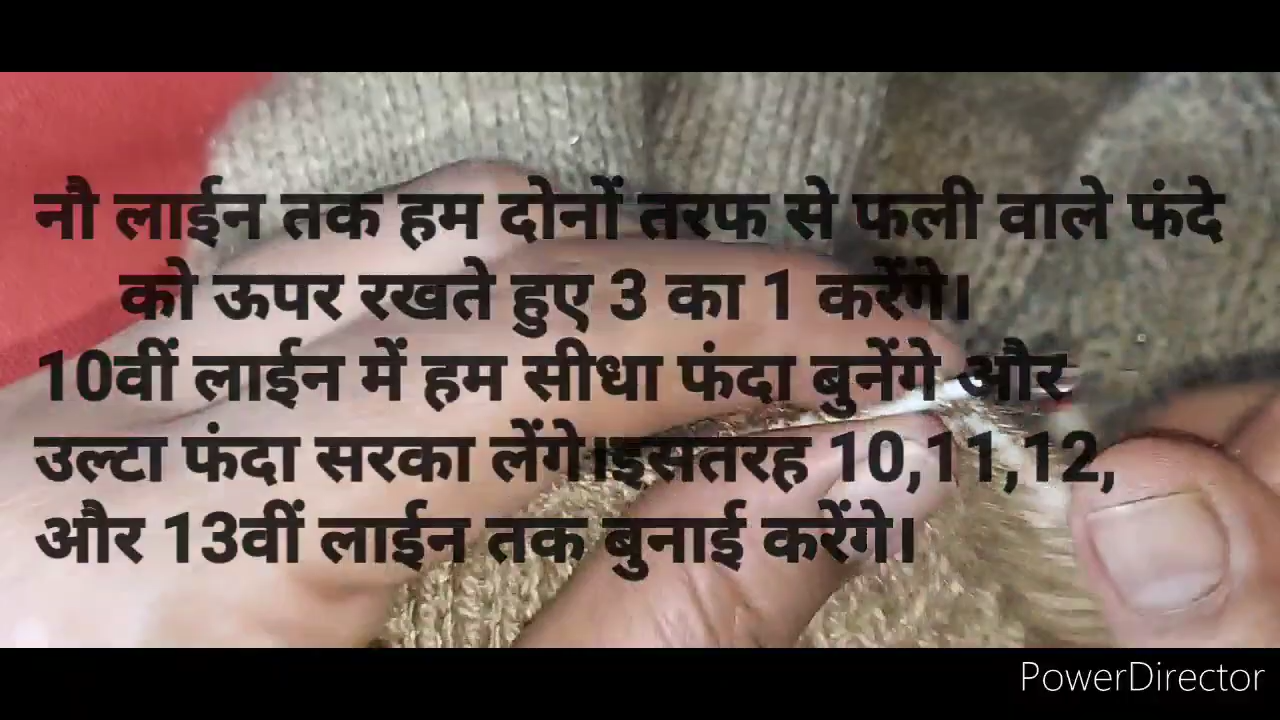 नौ लाईन तक हम दोनों तरफ से फली वाले फंदे
को ऊपर रखते हुए 3 का 1 करेंगे।
10वीं लाईन में हम सीधा फंदा बुनेंगे और
उल्टा फंदा सरका लेंगे।इसतरह 10,11,12,
और 13वीं लाईन तक बुनाई करेंगे।
PowerDirector